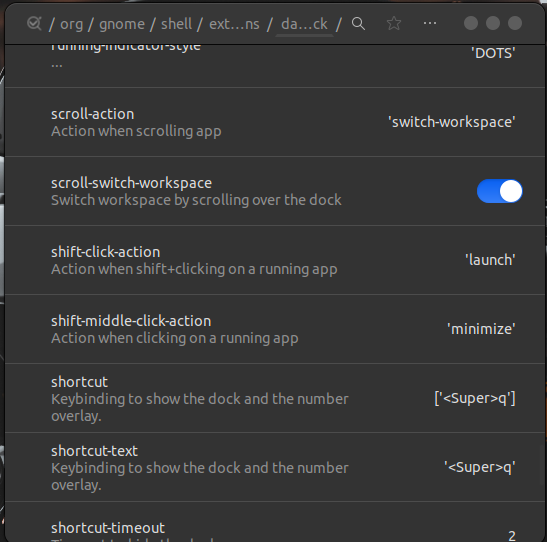 / org / gnome / shell / ext…ns / da…ck /
running-indicator-style
...
'DOTS'
scroll-action
Action when scrolling app
'switch-workspace'
scroll-switch-workspace
Switch workspace by scrolling over the dock
shift-click-action
Action when shift+clicking on a running app
'launch'
shift-middle-click-action
Action when clicking on a running app
'minimize'
shortcut
Keybinding to show the dock and the number
overlay.
['<Super>q']
shortcut-text
Keybinding to show the dock and the number
overlay.
'<Super>q'
shortcut-timeout
2